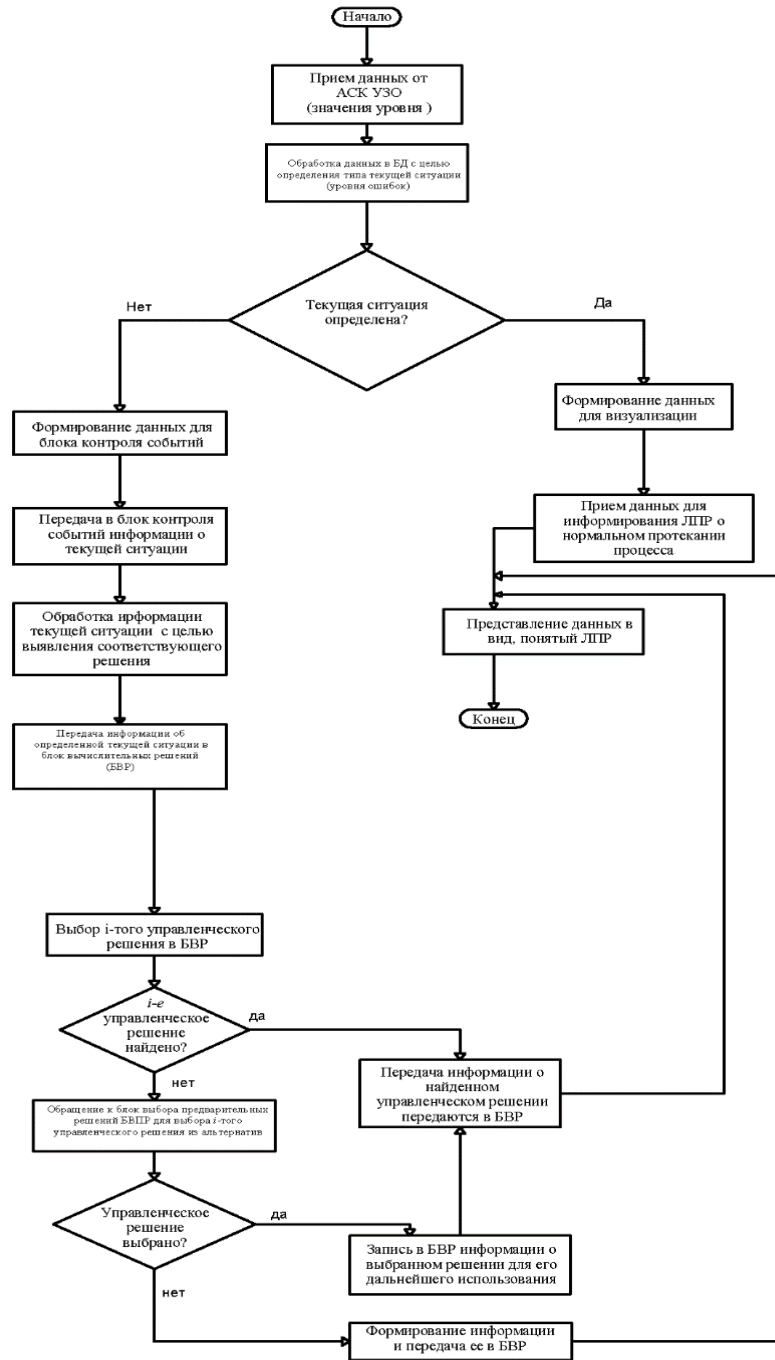 Начало
Прием данных от
АСК УЗО
(значения уровня )
Обработка данных в БД с целью
определения типа текущей ситуации
(уровня ошибок)
Текущая ситуация
определена?
Нет
Да
Формирование данных для
блока контроля событий
Формирование данных
для визуализации
Передача в блок контроля
событий информации о
текущей ситуации
Прием данных для
информирования ЛПР о
нормальном протекании
процесса
Обработка ирформации
текущей ситуации с целью
выявления соответствующего
решения
Представление данных в
вид, понятый ЛПР
Конец
Передача информации об
определенной текущей ситуации в
блок вычислительных решений
(БВР)
Выбор i-того управленческого
решения в БВР
i-е
управленческое
решение
найдено?
да
нет
Передача информации о
найденном
управленческом решении
передаются в БВР
Обращение к блок выбора предварительных
решений БВПР для выбора i-того
управленческого решения из альтернатив
Управленческое
решение
выбрано?
да
нет
Запись в БВР информации о
выбранном решении для его
дальнейшего использования
Формирование информации
и передача ее в БВР